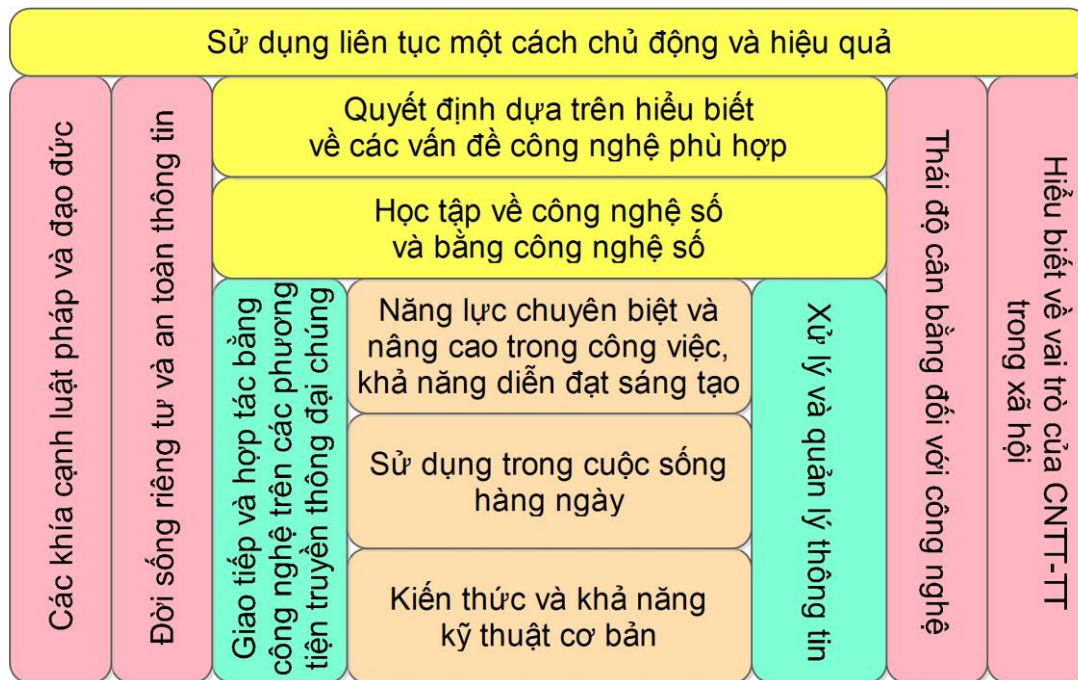 Sử dụng liên tục một cách chủ động và hiệu quả
Các khía cạnh luật pháp và đạo đức
Đời sống riêng tư và an toàn thông tin
Quyết định dựa trên hiểu biết
về các vấn đề công nghệ phù hợp
Học tập về công nghệ số
và bằng công nghệ số
Giao tiếp và hợp tác bằng
công nghệ trên các phương
tiện truyền thông đại chúng
Năng lực chuyên biệt và
nâng cao trong công việc,
khả năng diễn đạt sáng tạo
Sử dụng trong cuộc sống
hàng ngày
Kiến thức và khả năng
kỹ thuật cơ bản
Xử lý và quản lý thông tin
Thái độ cân bằng đối với công nghệ
Hiểu biết về vai trò của CNTT-TT
trong xã hội